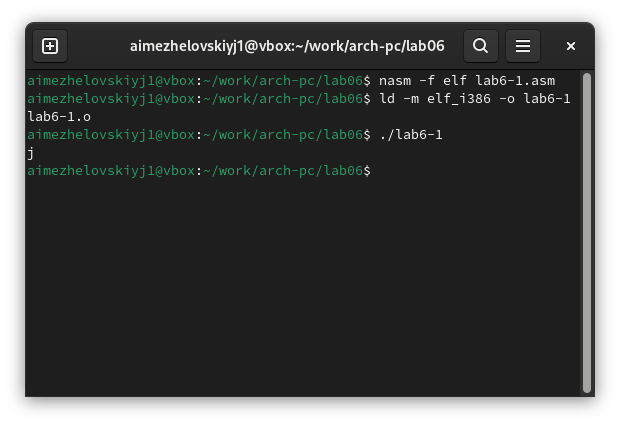 aimezhelovskiyj1@vbox:~/work/arch-pc/lab06
aimezhelovskiyj1@vbox:~/work/arch-pc/lab06$ nasm -f elf lab6-1.asm
aimezhelovskiyj1@vbox:~/work/arch-pc/lab06$ ld -m elf_i386 -o lab6-1
lab6-1.o
aimezhelovskiyj1@vbox:~/work/arch-pc/lab06$ ./lab6-1
j
aimezhelovskiyj1@vbox:~/work/arch-pc/lab06$